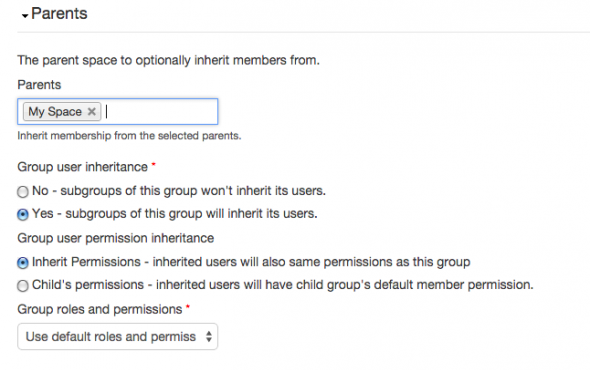 Parents
The parent space to optionally inherit members from.
Parents
My Space ×
Inherit membership from the selected parents.
Group user inheritance *
No - subgroups of this group won't inherit its users.
Yes - subgroups of this group will inherit its users.
Group user permission inheritance
Inherit Permissions - inherited users will also same permissions as this group
Child's permissions - inherited users will have child group's default member permission.
Group roles and permissions *
Use default roles and permiss